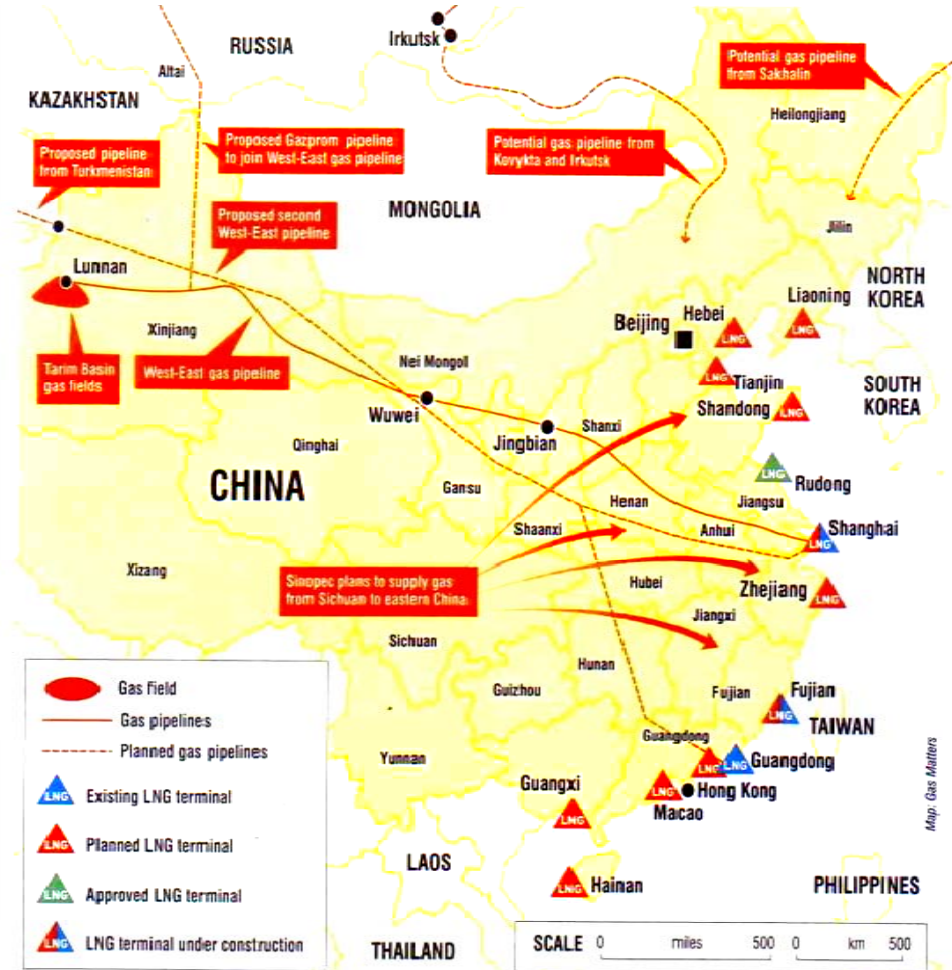 RUSSIA
Irkutsk
Altai
KAZAKHSTAN
Potential gas pipeline
from Sakhalin
Heilongjiang
Proposed Gazprom pipeline
to join West-East gas pipeline
Proposed pipeline
from Turkmenistan
Potential gas pipeline from
Kovykta and Irkutsk
MONGOLIA
Proposed second
West-East pipeline
Jilin
Lunnan
NORTH
KOREA
Liaoning
Hebei
Beijing
LNG
LNG
Xinjiang
Tarim Basin
gas fields
West-East gas pipeline
Nei Mongol
LNG
Tianjin
SOUTH
KOREA
Wuwei
Shandong
LNG
Shanxi
Jingbian
Qinghai
CHINA
Gansu
LNG
Rudong
Henan
Jiangsu
Shaanxi
Anhui
Shanghai
LNG
Xizang
Sinopec plans to supply gas
from Sichuan to eastern China
Hubei
Zhejiang
LNG
Jiangxi
Sichuan
Hunan
Guizhou
Fujian
Fujian
LNG
TAIWAN
Guangdong
Yunnan
LNG
LNG
Guangdong
Guangxi
LNG
Hong Kong
Macao
LNG
LAOS
LNG
Hainan
PHILIPPINES
THAILAND
Gas field
Gas pipelines
Planned gas pipelines
LNG
Existing LNG terminal
LNG
Planned LNG terminal
LNG
Approved LNG terminal
LNG
LNG terminal under construction
SCALE 0 miles 500 0 km 500
Map: Gas Matters